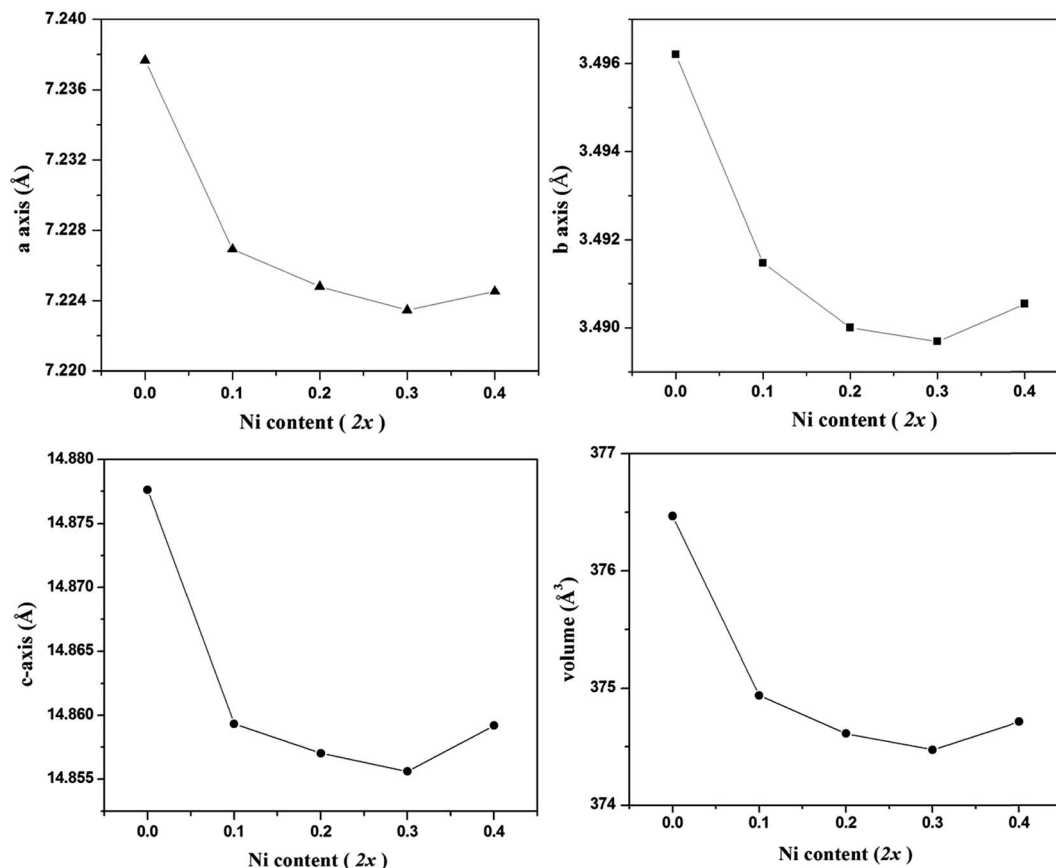 a axis (Å)
7.240
7.236
7.232
7.228
7.224
7.220
0.0 0.1 0.2 0.3 0.4
Ni content ( 2x )
b axis (Å)
3.496
3.494
3.492
3.490
0.0 0.1 0.2 0.3 0.4
Ni content ( 2x )
c-axis (Å)
14.880
14.875
14.870
14.865
14.860
14.855
0.0 0.1 0.2 0.3 0.4
Ni content ( 2x )
volume (Å³)
377
376
375
374
0.0 0.1 0.2 0.3 0.4
Ni content (2x)